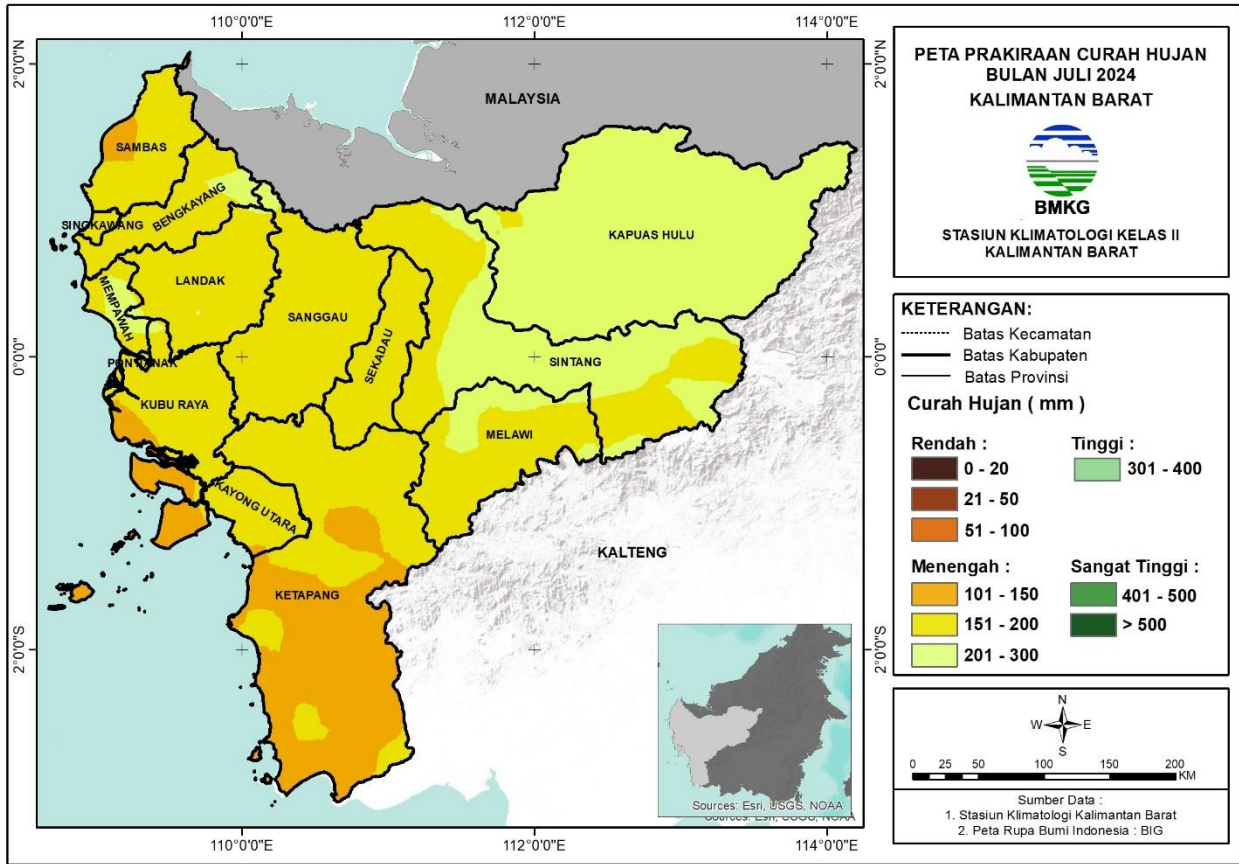 110°0'0"E
112°0'0"E
114°0'0"E
2°0'0"N
0°0'0"
2°0'0"S
MALAYSIA
SAMBAS
BENGKAYANG
SINGKAWANG
KAPUAS HULU
LANDAK
MEMPAWAH
SANGGAU
SEKADAU
SINTANG
PONTIANAK
KUBU RAYA
MELAWI
KAYONG UTARA
KALTENG
KETAPANG
Sources: Esri, USGS, NOAA
Sources: Esri, USGS, NOAA
110°0'0"E
112°0'0"E
114°0'0"E
2°0'0"N
0°0'0"
2°0'0"S
PETA PRAKIRAAN CURAH HUJAN
BULAN JULI 2024
KALIMANTAN BARAT
BMKG
STASIUN KLIMATOLOGI KELAS II
KALIMANTAN BARAT
KETERANGAN:
Batas Kecamatan
Batas Kabupaten
Batas Provinsi
Curah Hujan ( mm )
Rendah :
0 - 20
21 - 50
51 - 100
Menengah :
101 - 150
151 - 200
201 - 300
Tinggi :
301 - 400
Sangat Tinggi :
401 - 500
> 500
N
W E
S
0 25 50 100 150 200
KM
Sumber Data :
1. Stasiun Klimatologi Kalimantan Barat
2. Peta Rupa Bumi Indonesia : BIG